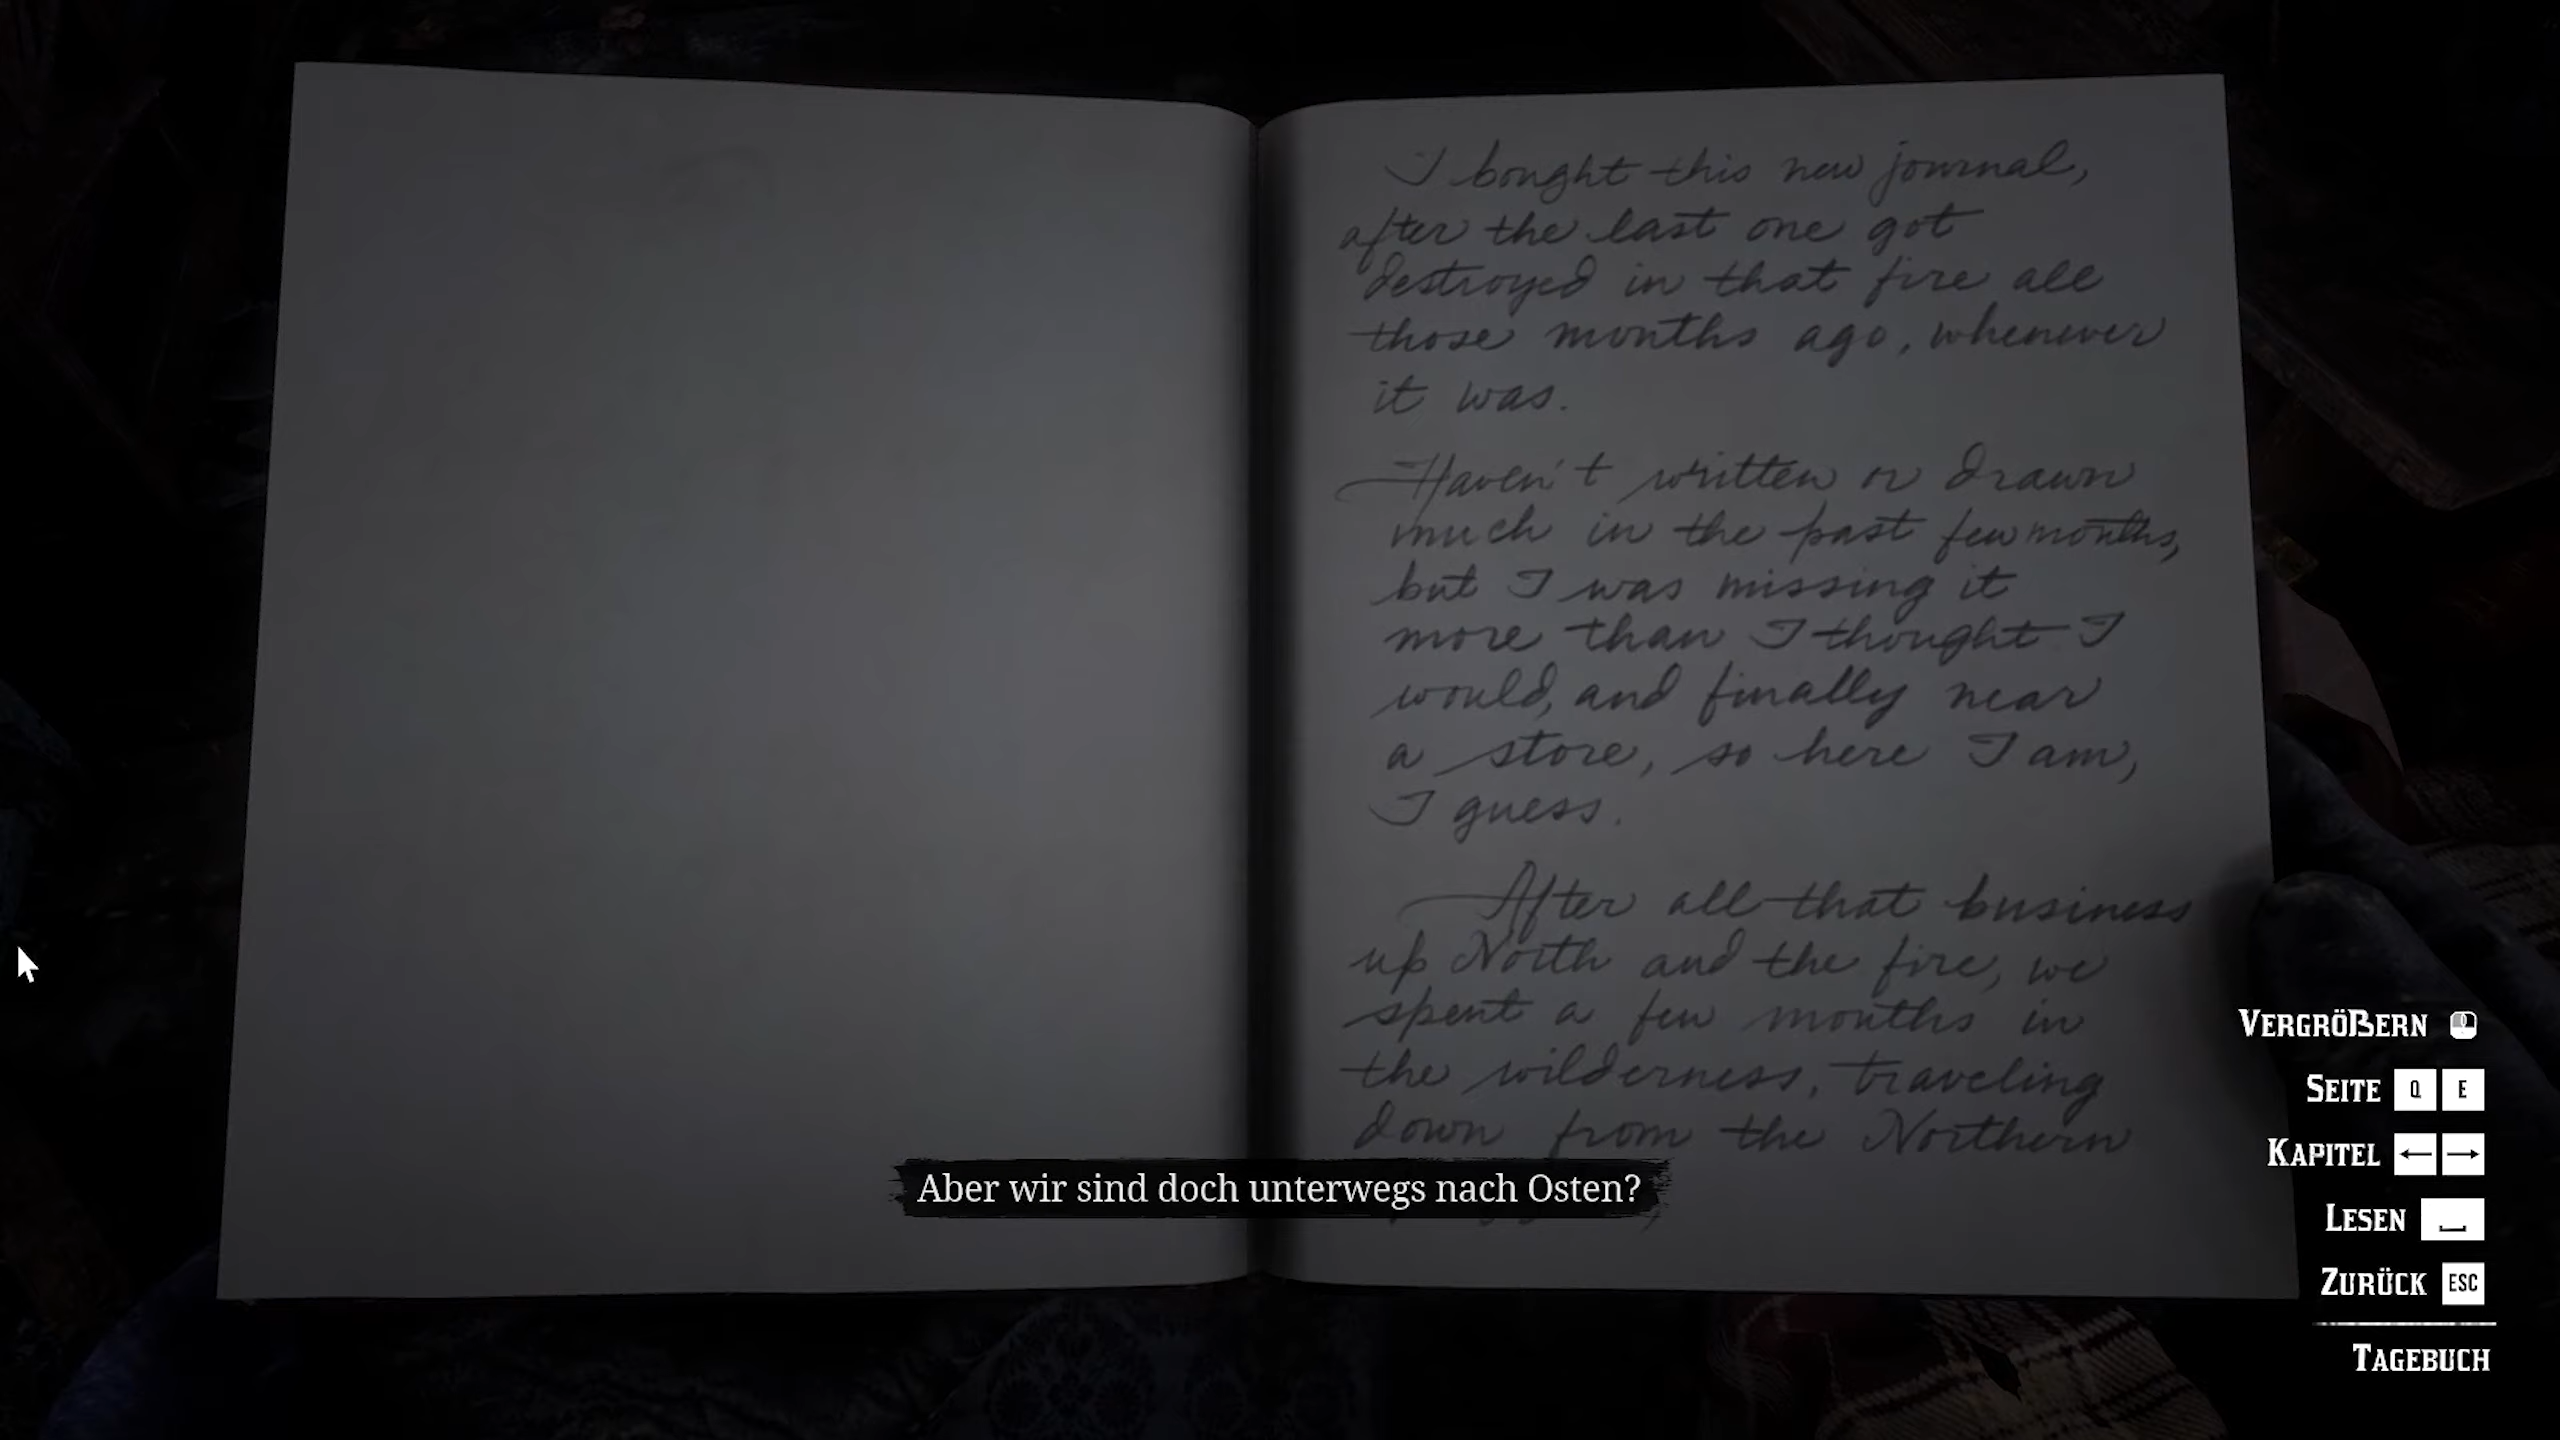 I bought this new journal,
after the last one got
destroyed in that fire all
those months ago, whenever
it was.
Haven't written or drawn
much in the past few months,
but I was missing it
more than I thought I
would, and finally near
a store, so here I am,
I guess.
After all that business
up North and the fire, we
spent a few months in
the wilderness, traveling
down from the Northern
Aber wir sind doch unterwegs nach Osten?
VERGRÖẞERN
SEITE Q E
KAPITEL ← →
LESEN
ZURÜCK ESC
TAGEBUCH